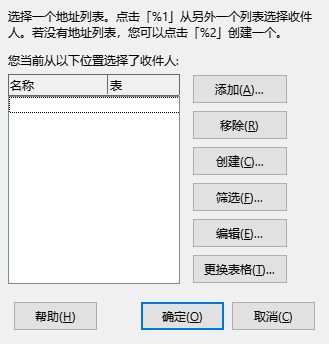 选择一个地址列表。点击「%1」从另外一个列表选择收件
人。若没有地址列表，您可以点击「%2」创建一个。
您当前从以下位置选择了收件人:
名称 表
添加(A)...
移除(R)
创建(C)...
筛选(F)...
编辑(E)...
更换表格(T)...
帮助(H) 确定(O) 取消(C)